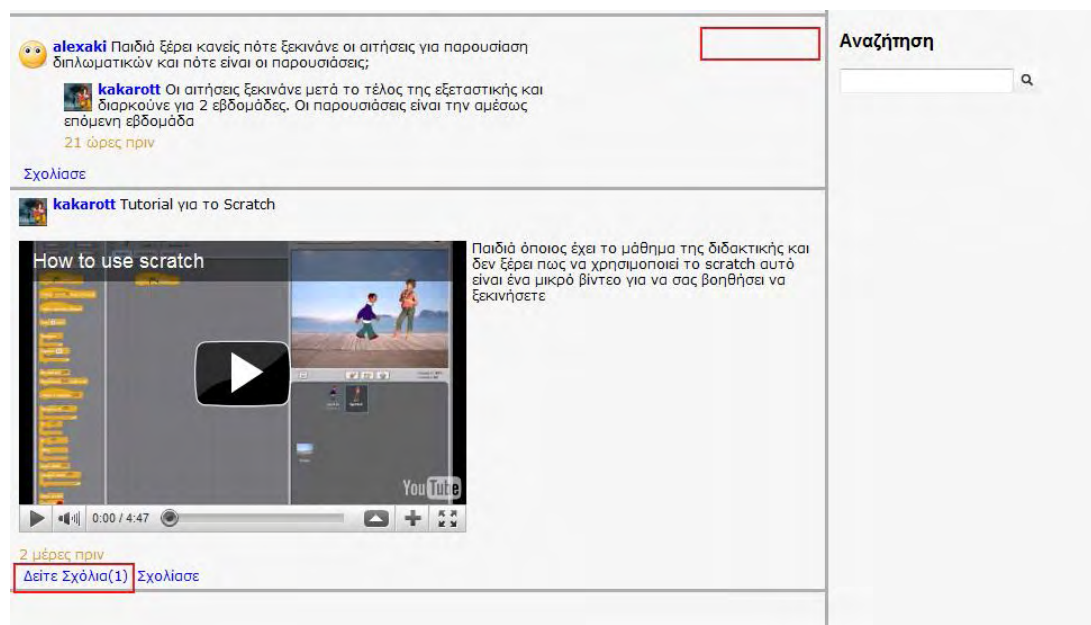 alexaki Παιδιά ξέρει κανείς πότε ξεκινάνε οι αιτήσεις για παρουσίαση
διπλωματικών και πότε είναι οι παρουσιάσεις;
kakarott Οι αιτήσεις ξεκινάνε μετά το τέλος της εξεταστικής και
διαρκούνε για 2 εβδομάδες. Οι παρουσιάσεις είναι την αμέσως
επόμενη εβδομάδα
21 ώρες πριν
Σχολίασε
kakarott Tutorial για το Scratch
How to use scratch
YouTube
0:00 / 4:47
Παιδιά όποιος έχει το μάθημα της διδακτικής και
δεν ξέρει πως να χρησιμοποιεί το scratch αυτό
είναι ένα μικρό βίντεο για να σας βοηθήσει να
ξεκινήσετε
2 μέρες πριν
Δείτε Σχόλια(1) Σχολίασε
Αναζήτηση